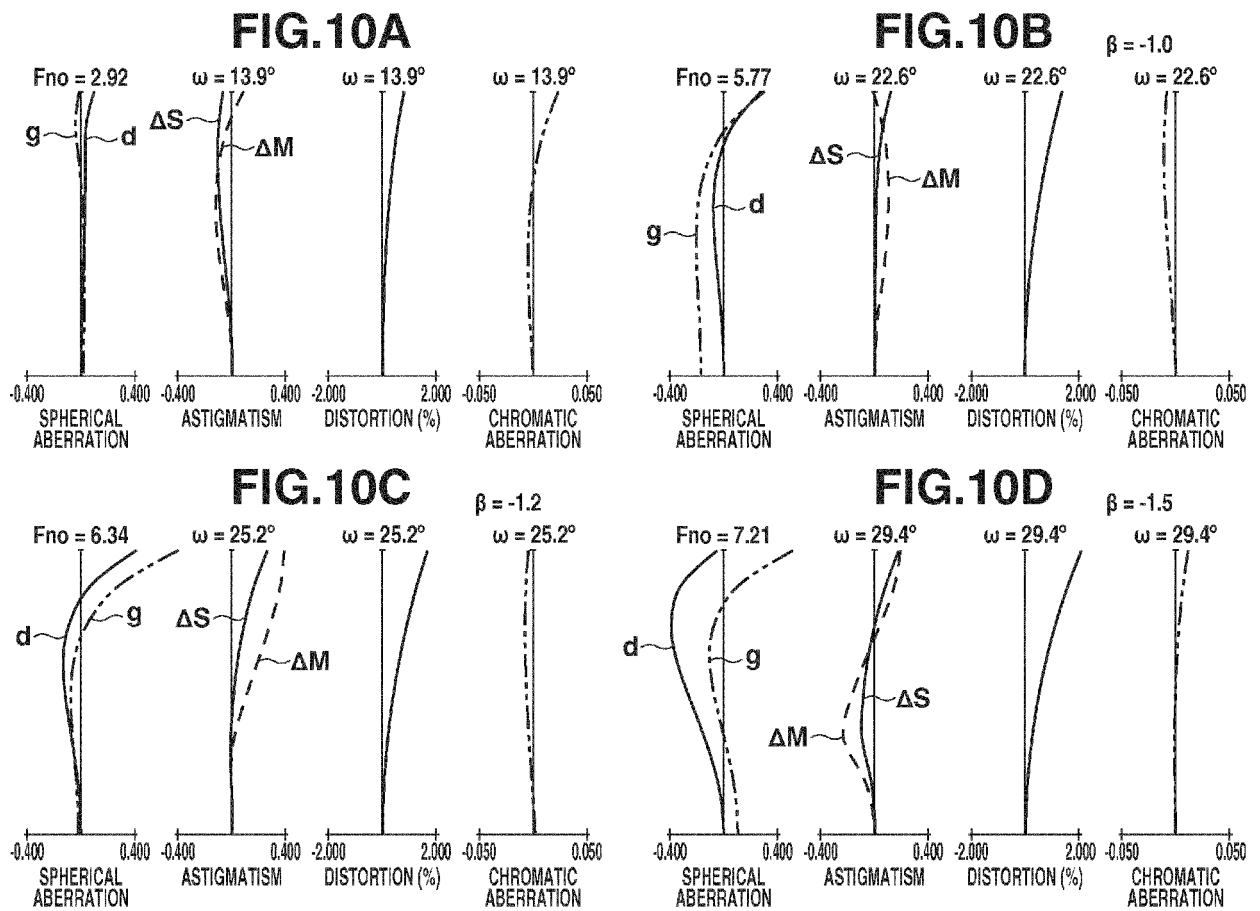 FIG.10A
Fno = 2.92
ω = 13.9°
ω = 13.9°
ω = 13.9°
g
d
ΔS
ΔM
-0.400 0.400
SPHERICAL
ABERRATION
-0.400 0.400
ASTIGMATISM
-2.000 2.000
DISTORTION (%)
-0.050 0.050
CHROMATIC
ABERRATION
FIG.10B
β = -1.0
Fno = 5.77
ω = 22.6°
ω = 22.6°
ω = 22.6°
g
d
ΔS
ΔM
-0.400 0.400
SPHERICAL
ABERRATION
-0.400 0.400
ASTIGMATISM
-2.000 2.000
DISTORTION (%)
-0.050 0.050
CHROMATIC
ABERRATION
FIG.10C
β = -1.2
Fno = 6.34
ω = 25.2°
ω = 25.2°
ω = 25.2°
d
g
ΔS
ΔM
-0.400 0.400
SPHERICAL
ABERRATION
-0.400 0.400
ASTIGMATISM
-2.000 2.000
DISTORTION (%)
-0.050 0.050
CHROMATIC
ABERRATION
FIG.10D
β = -1.5
Fno = 7.21
ω = 29.4°
ω = 29.4°
ω = 29.4°
d
g
ΔS
ΔM
-0.400 0.400
SPHERICAL
ABERRATION
-0.400 0.400
ASTIGMATISM
-2.000 2.000
DISTORTION (%)
-0.050 0.050
CHROMATIC
ABERRATION